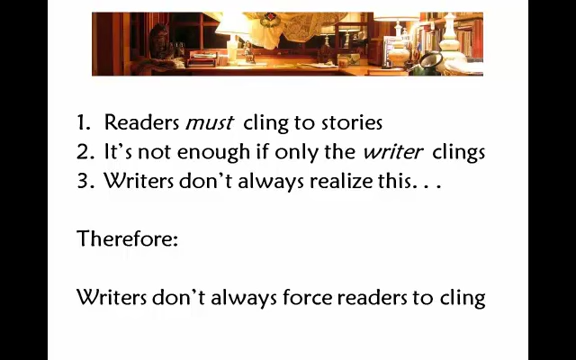 1. Readers must cling to stories
2. It's not enough if only the writer clings
3. Writers don't always realize this. . .
Therefore:
Writers don't always force readers to cling